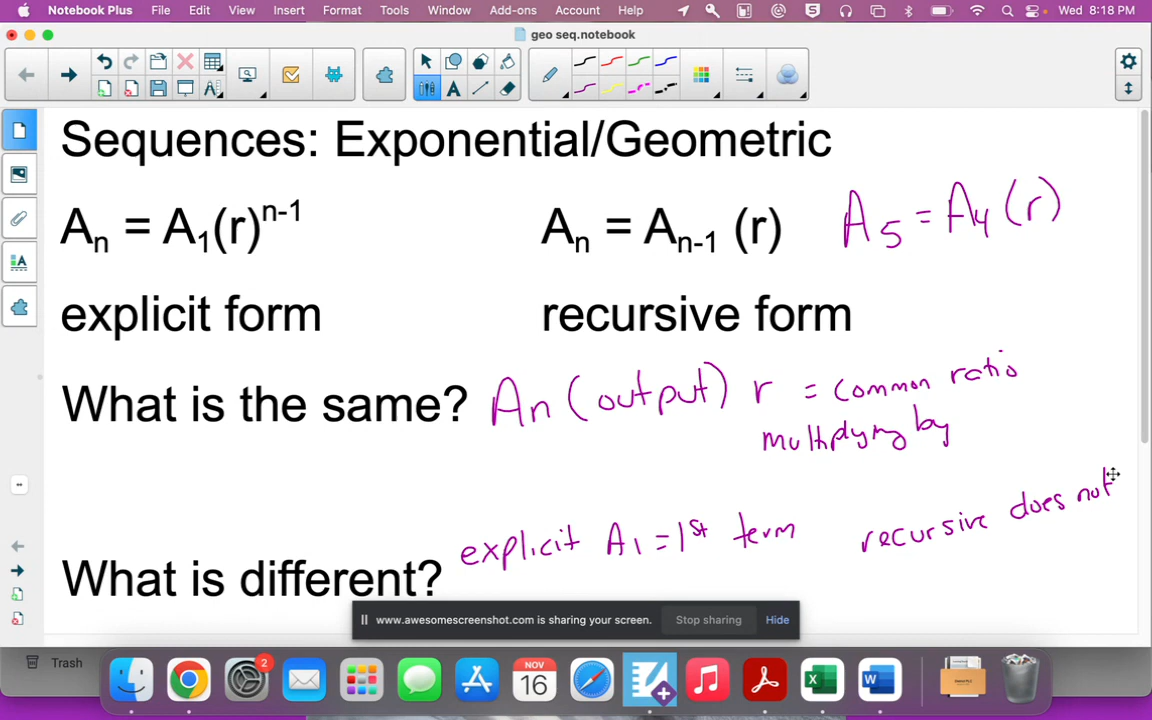 Notebook Plus File Edit View Insert Format Tools Window Add-ons Account Help Wed 8:18 PM
geo seq.notebook
Sequences: Exponential/Geometric
Aₙ = A₁(r)ⁿ⁻¹ Aₙ = Aₙ₋₁ (r) A₅ = A₄ (r)
explicit form recursive form
What is the same? An (output) r = common ratio
multiplying by
What is different? explicit A₁ = 1st term recursive does not
www.awesomescreenshot.com is sharing your screen. Stop sharing Hide
Trash
2
NOV
16